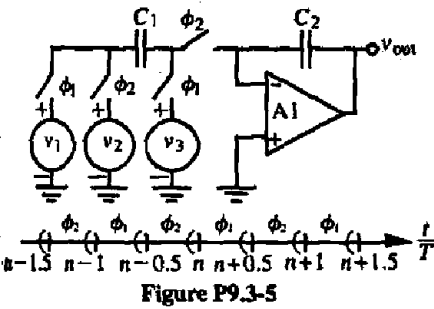 C₁ ϕ₂ C₂
v_out
ϕ₁ ϕ₂ ϕ₁
+ + + − A1
v₁ v₂ v₃ +
− − −
ϕ₂ ϕ₁ ϕ₂ ϕ₁ ϕ₂ ϕ₁ t/T
n−1.5 n−1 n−0.5 n n+0.5 n+1 n+1.5
Figure P9.3-5